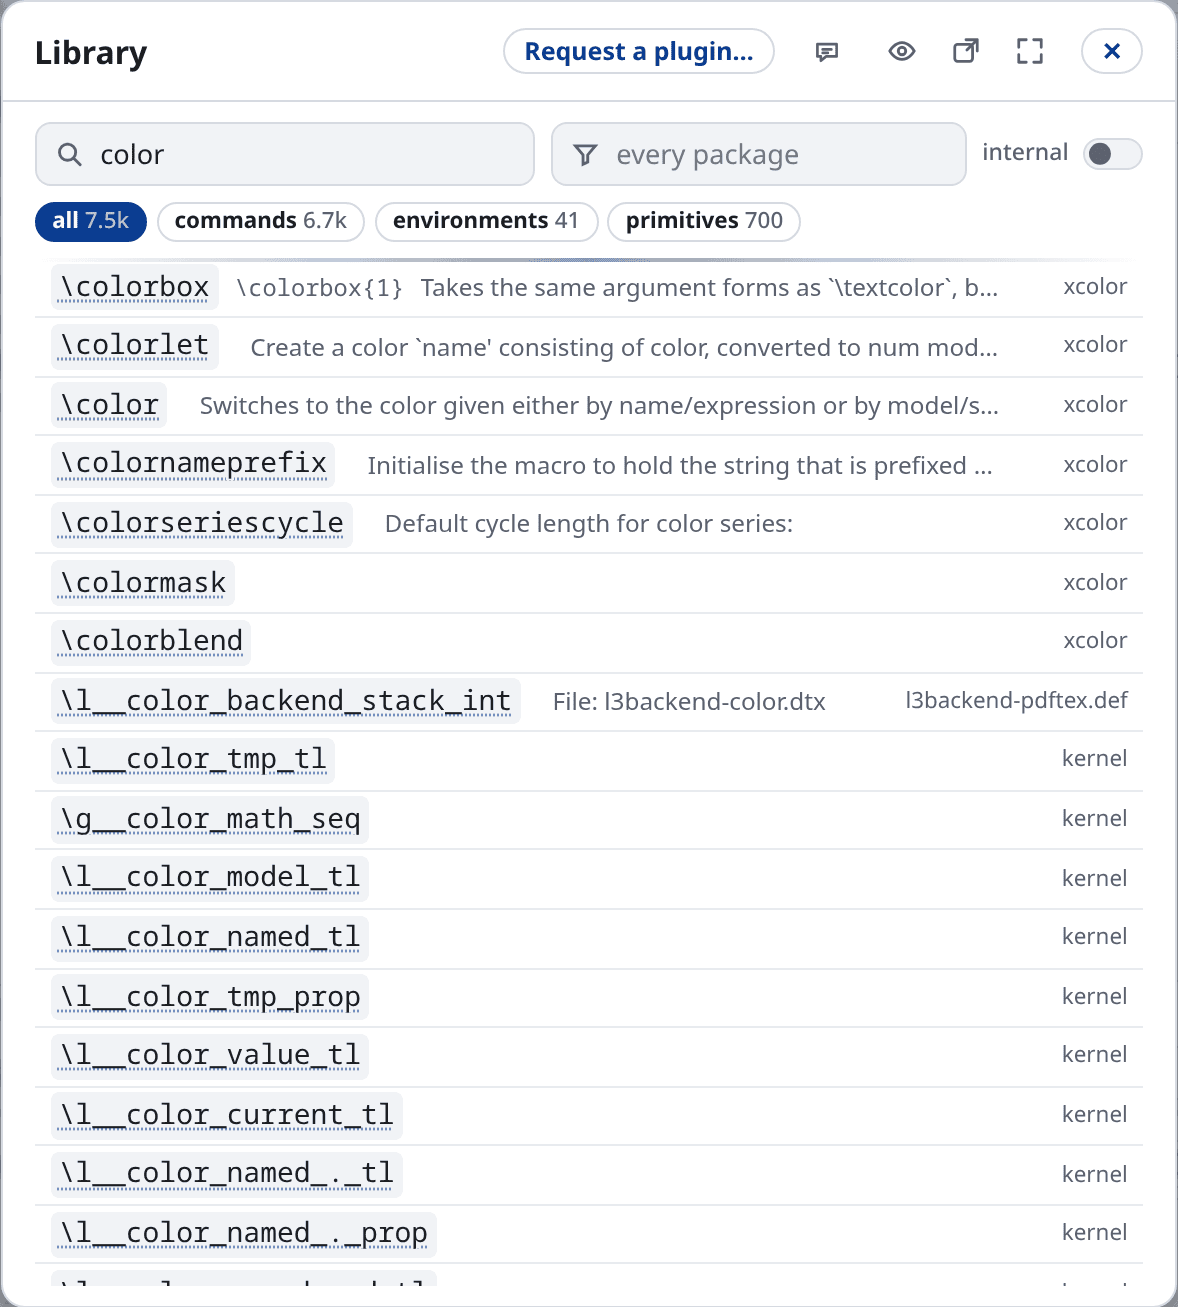 Library
Request a plugin...
color
every package
internal
all 7.5k
commands 6.7k
environments 41
primitives 700
\colorbox \colorbox{1} Takes the same argument forms as `\textcolor`, b... xcolor
\colorlet Create a color `name' consisting of color, converted to num mod... xcolor
\color Switches to the color given either by name/expression or by model/s... xcolor
\colornameprefix Initialise the macro to hold the string that is prefixed ... xcolor
\colorseriescycle Default cycle length for color series: xcolor
\colormask xcolor
\colorblend xcolor
\l__color_backend_stack_int File: l3backend-color.dtx l3backend-pdftex.def
\l__color_tmp_tl kernel
\g__color_math_seq kernel
\l__color_model_tl kernel
\l__color_named_tl kernel
\l__color_tmp_prop kernel
\l__color_value_tl kernel
\l__color_current_tl kernel
\l__color_named_._tl kernel
\l__color_named_._prop kernel